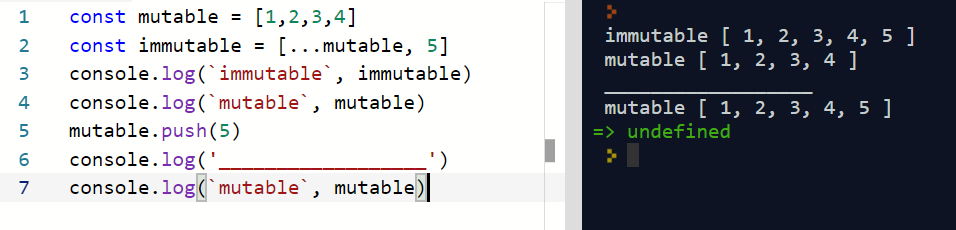 1 const mutable = [1,2,3,4]
2 const immutable = [...mutable, 5]
3 console.log(`immutable`, immutable)
4 console.log(`mutable`, mutable)
5 mutable.push(5)
6 console.log('__________________')
7 console.log(`mutable`, mutable)
immutable [ 1, 2, 3, 4, 5 ]
mutable [ 1, 2, 3, 4 ]
__________________
mutable [ 1, 2, 3, 4, 5 ]
=> undefined